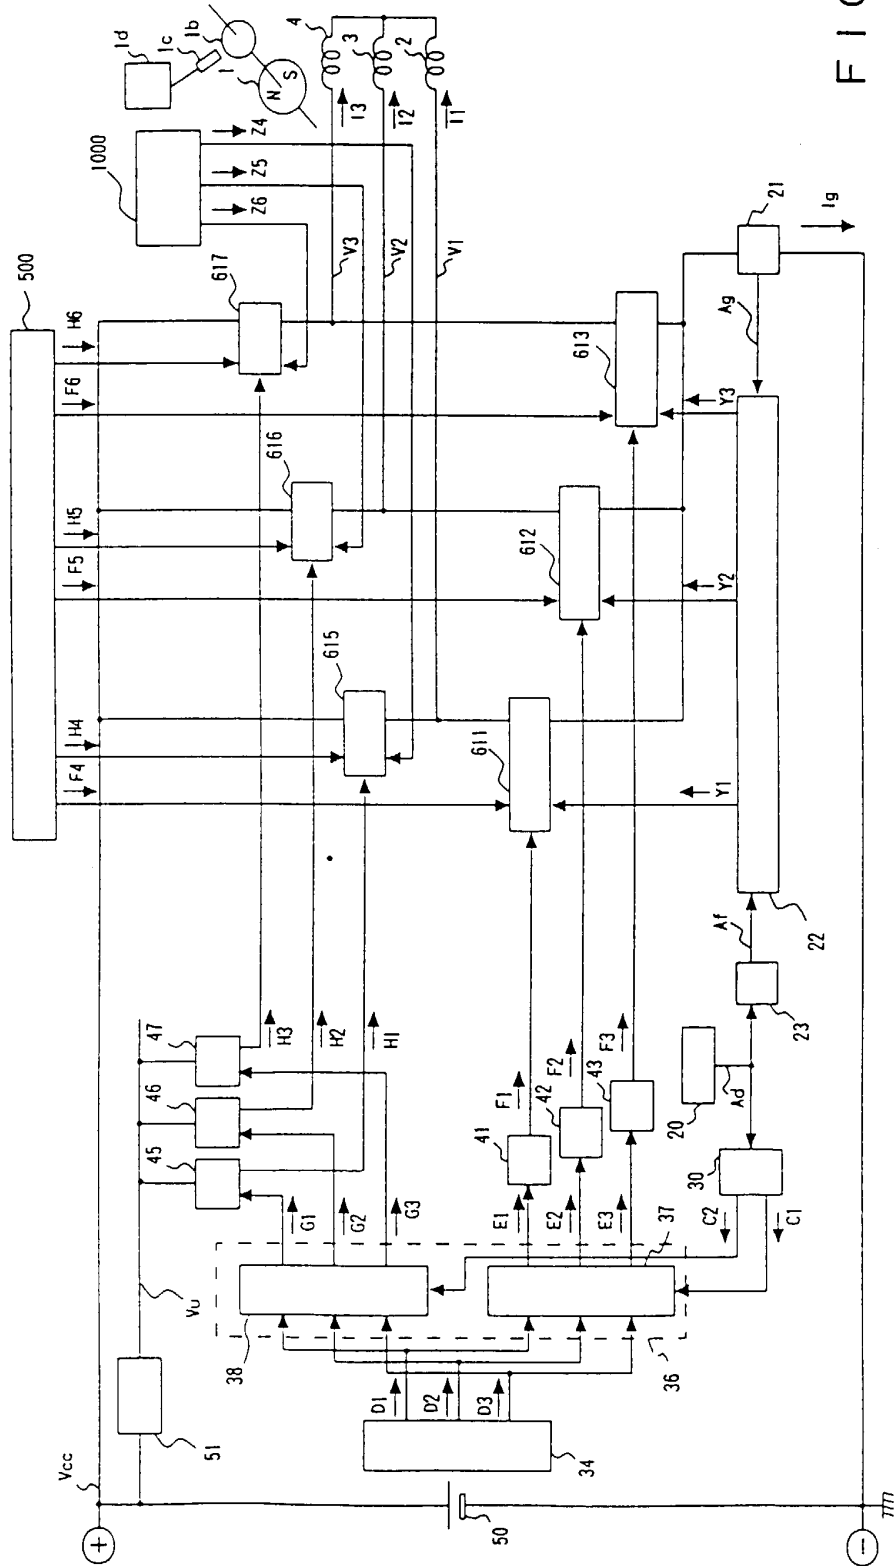 FIG
500
1000
1d
1c
1b
1
N
S
4
3
2
I3
I2
I1
Z4
Z5
Z6
V3
V2
V1
617
H6
F6
616
H5
F5
615
H4
F4
613
612
611
21
Ig
Ag
Y3
Y2
Y1
22
Af
23
20
Ad
30
C2
C1
47
46
45
H3
H2
H1
43
42
41
F3
F2
F1
G1
G2
G3
E1
E2
E3
37
36
38
Vu
D1
D2
D3
34
51
Vcc
50
+
−